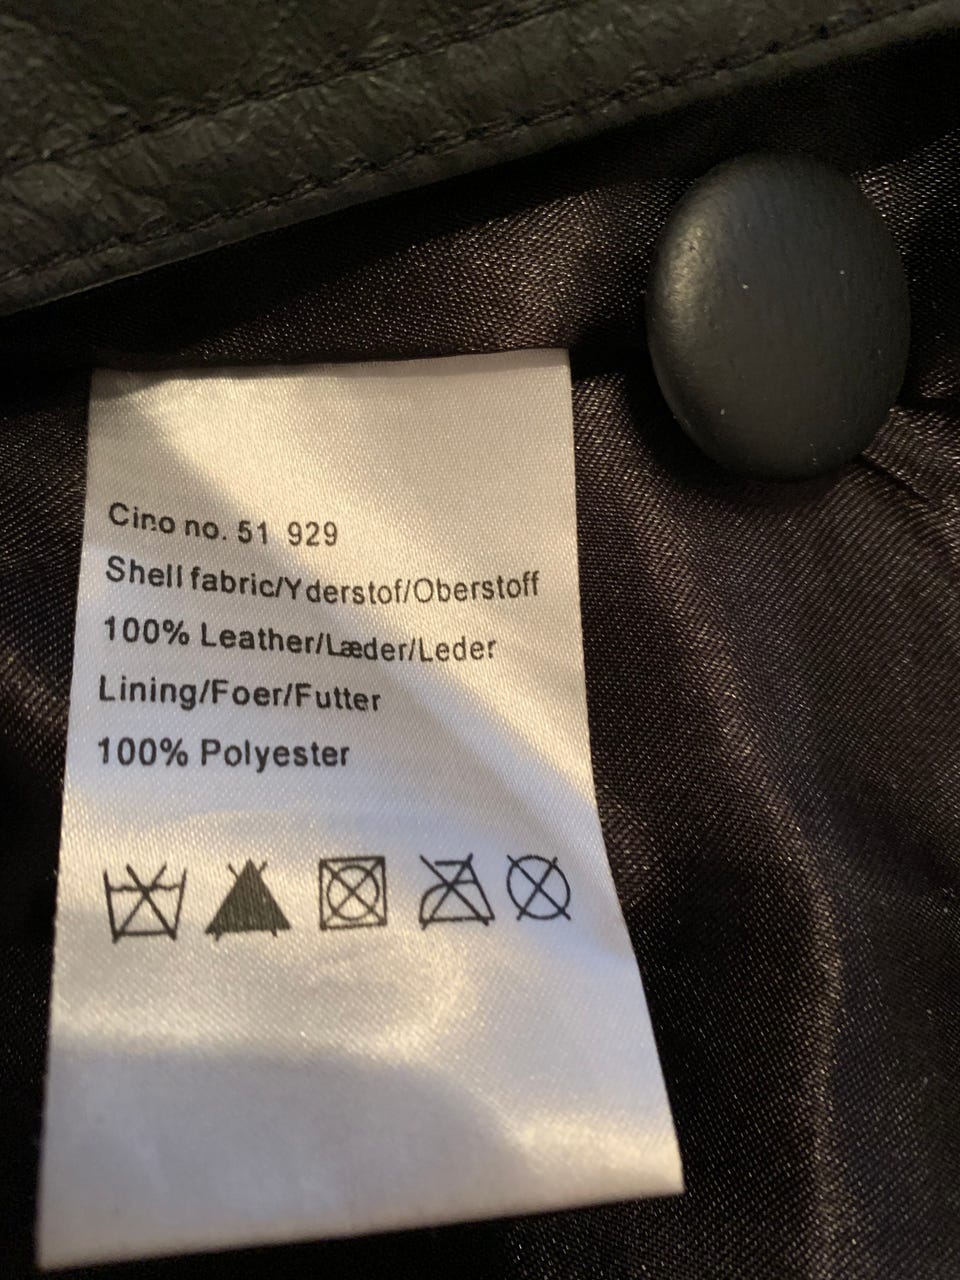 Cino no. 51 929
Shell fabric/Yderstof/Oberstoff
100% Leather/Læder/Leder
Lining/Foer/Futter
100% Polyester